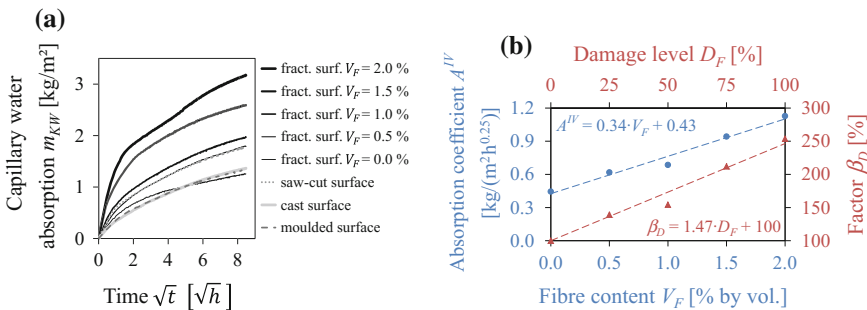 (a)
Capillary water
absorption m_KW [kg/m²]
3
2
1
0
0 2 4 6 8
Time √t [√h]
fract. surf. V_F = 2.0 %
fract. surf. V_F = 1.5 %
fract. surf. V_F = 1.0 %
fract. surf. V_F = 0.5 %
fract. surf. V_F = 0.0 %
saw-cut surface
cast surface
moulded surface
(b)
Damage level D_F [%]
0 25 50 75 100
Absorption coefficient A^IV
[kg/(m²h^0.25)]
1.2
0.9
0.6
0.3
0.0
A^IV = 0.34·V_F + 0.43
β_D = 1.47·D_F + 100
300
250
200
150
100
Factor β_D [%]
0.0 0.5 1.0 1.5 2.0
Fibre content V_F [% by vol.]